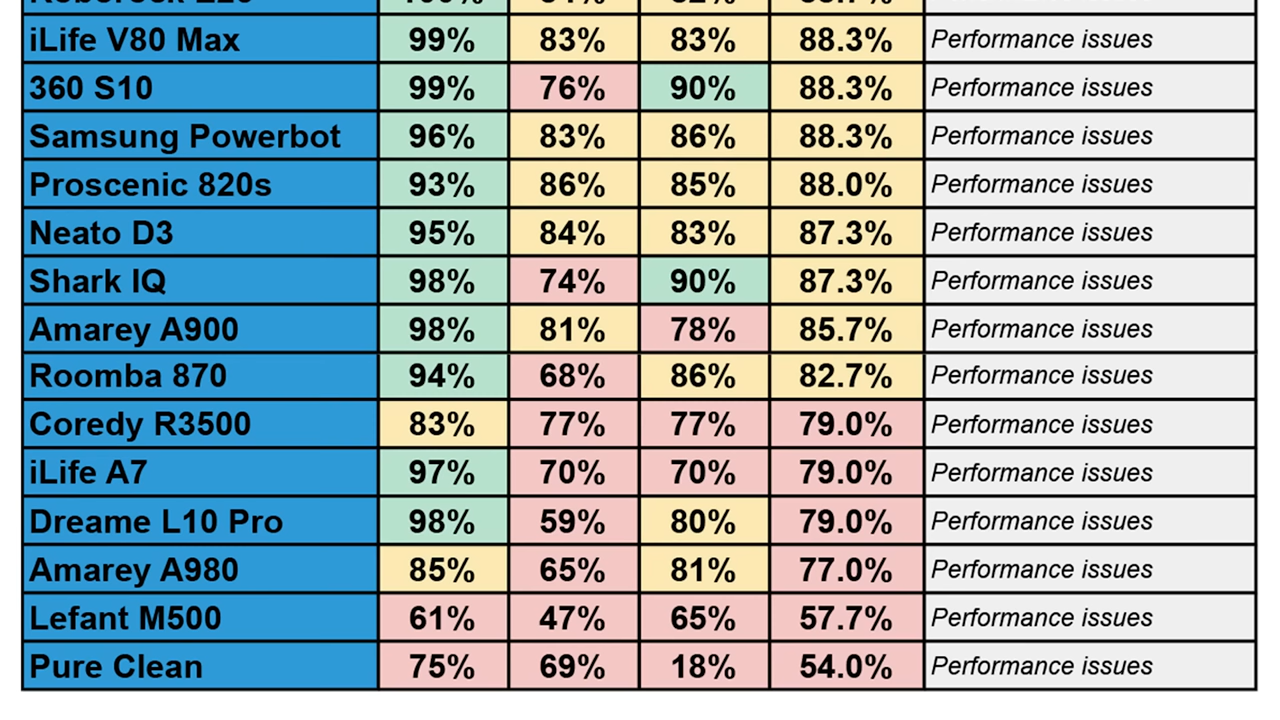 iLife V80 Max 99% 83% 83% 88.3% Performance issues
360 S10 99% 76% 90% 88.3% Performance issues
Samsung Powerbot 96% 83% 86% 88.3% Performance issues
Proscenic 820s 93% 86% 85% 88.0% Performance issues
Neato D3 95% 84% 83% 87.3% Performance issues
Shark IQ 98% 74% 90% 87.3% Performance issues
Amarey A900 98% 81% 78% 85.7% Performance issues
Roomba 870 94% 68% 86% 82.7% Performance issues
Coredy R3500 83% 77% 77% 79.0% Performance issues
iLife A7 97% 70% 70% 79.0% Performance issues
Dreame L10 Pro 98% 59% 80% 79.0% Performance issues
Amarey A980 85% 65% 81% 77.0% Performance issues
Lefant M500 61% 47% 65% 57.7% Performance issues
Pure Clean 75% 69% 18% 54.0% Performance issues